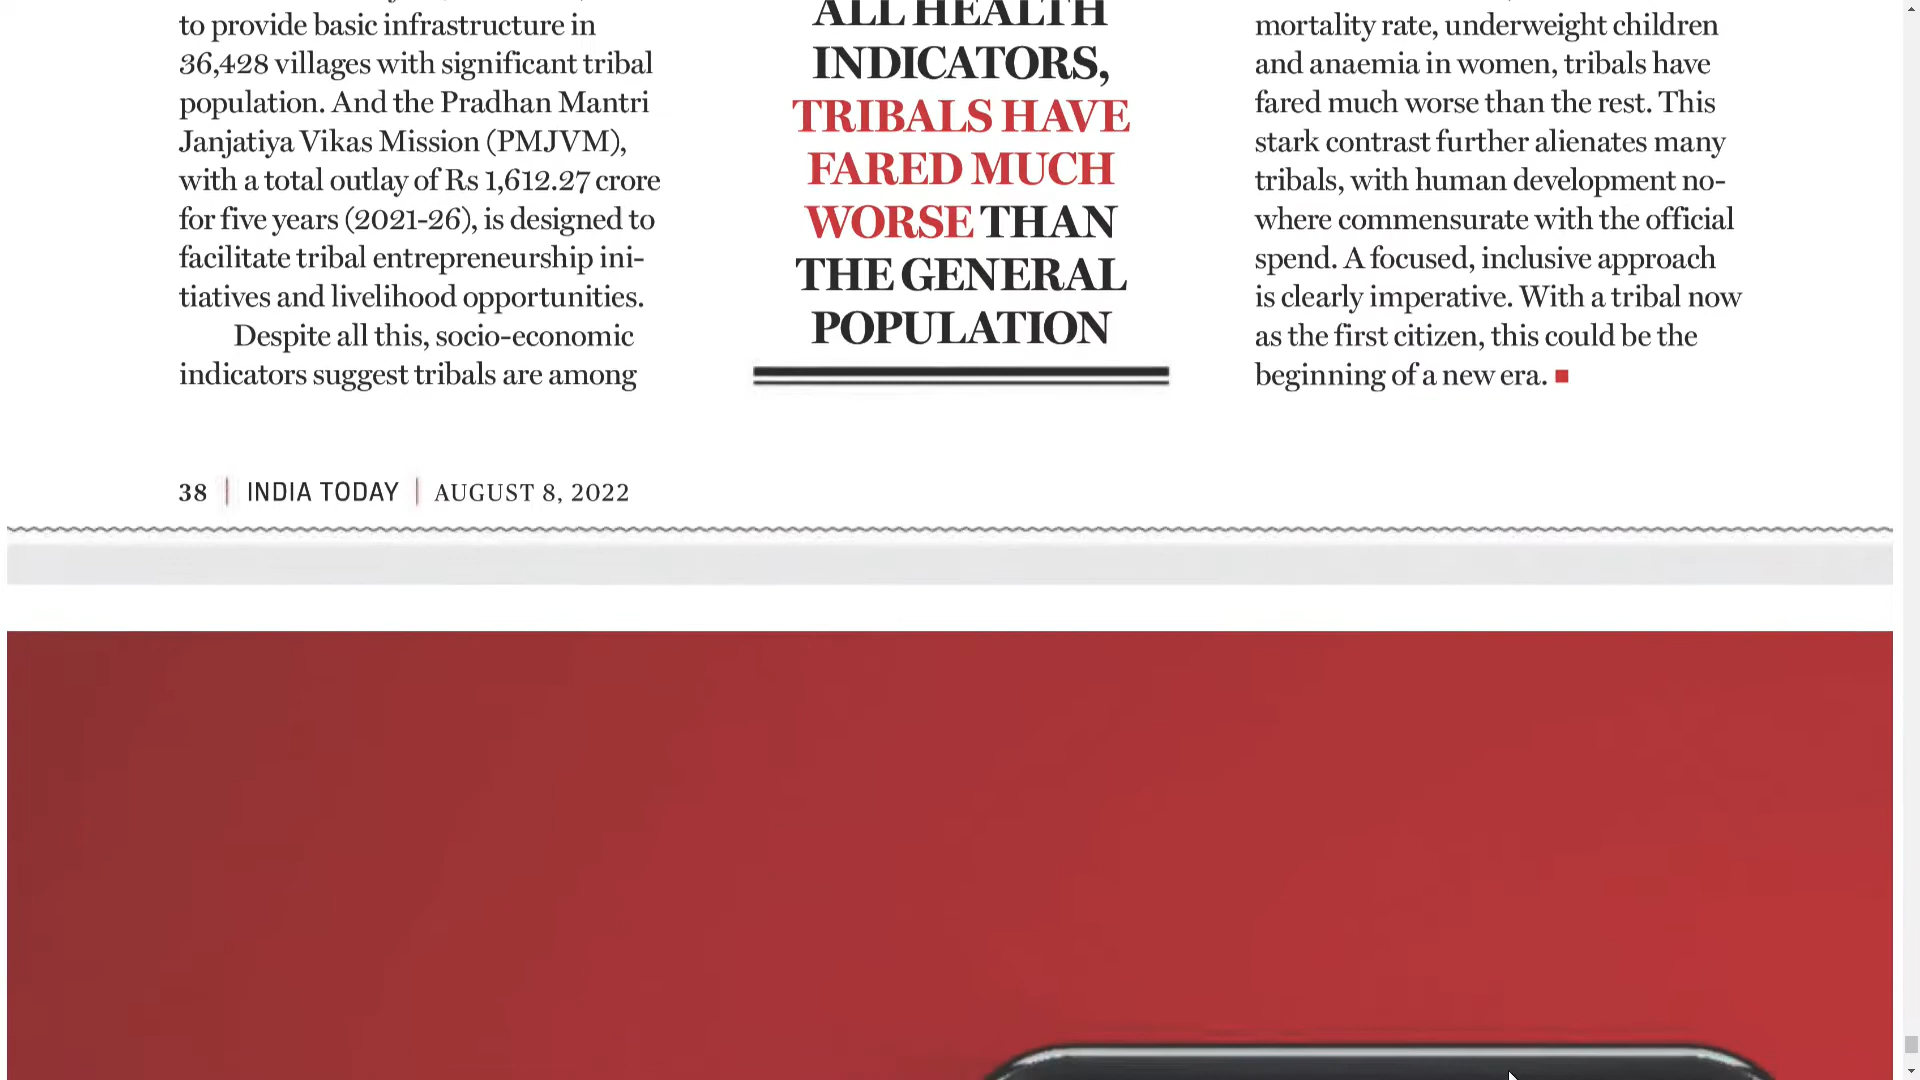 to provide basic infrastructure in
36,428 villages with significant tribal
population. And the Pradhan Mantri
Janjatiya Vikas Mission (PMJVM),
with a total outlay of Rs 1,612.27 crore
for five years (2021-26), is designed to
facilitate tribal entrepreneurship ini-
tiatives and livelihood opportunities.
Despite all this, socio-economic
indicators suggest tribals are among
ALL HEALTH
INDICATORS,
TRIBALS HAVE
FARED MUCH
WORSE THAN
THE GENERAL
POPULATION
mortality rate, underweight children
and anaemia in women, tribals have
fared much worse than the rest. This
stark contrast further alienates many
tribals, with human development no-
where commensurate with the official
spend. A focused, inclusive approach
is clearly imperative. With a tribal now
as the first citizen, this could be the
beginning of a new era.
38 | INDIA TODAY | AUGUST 8, 2022